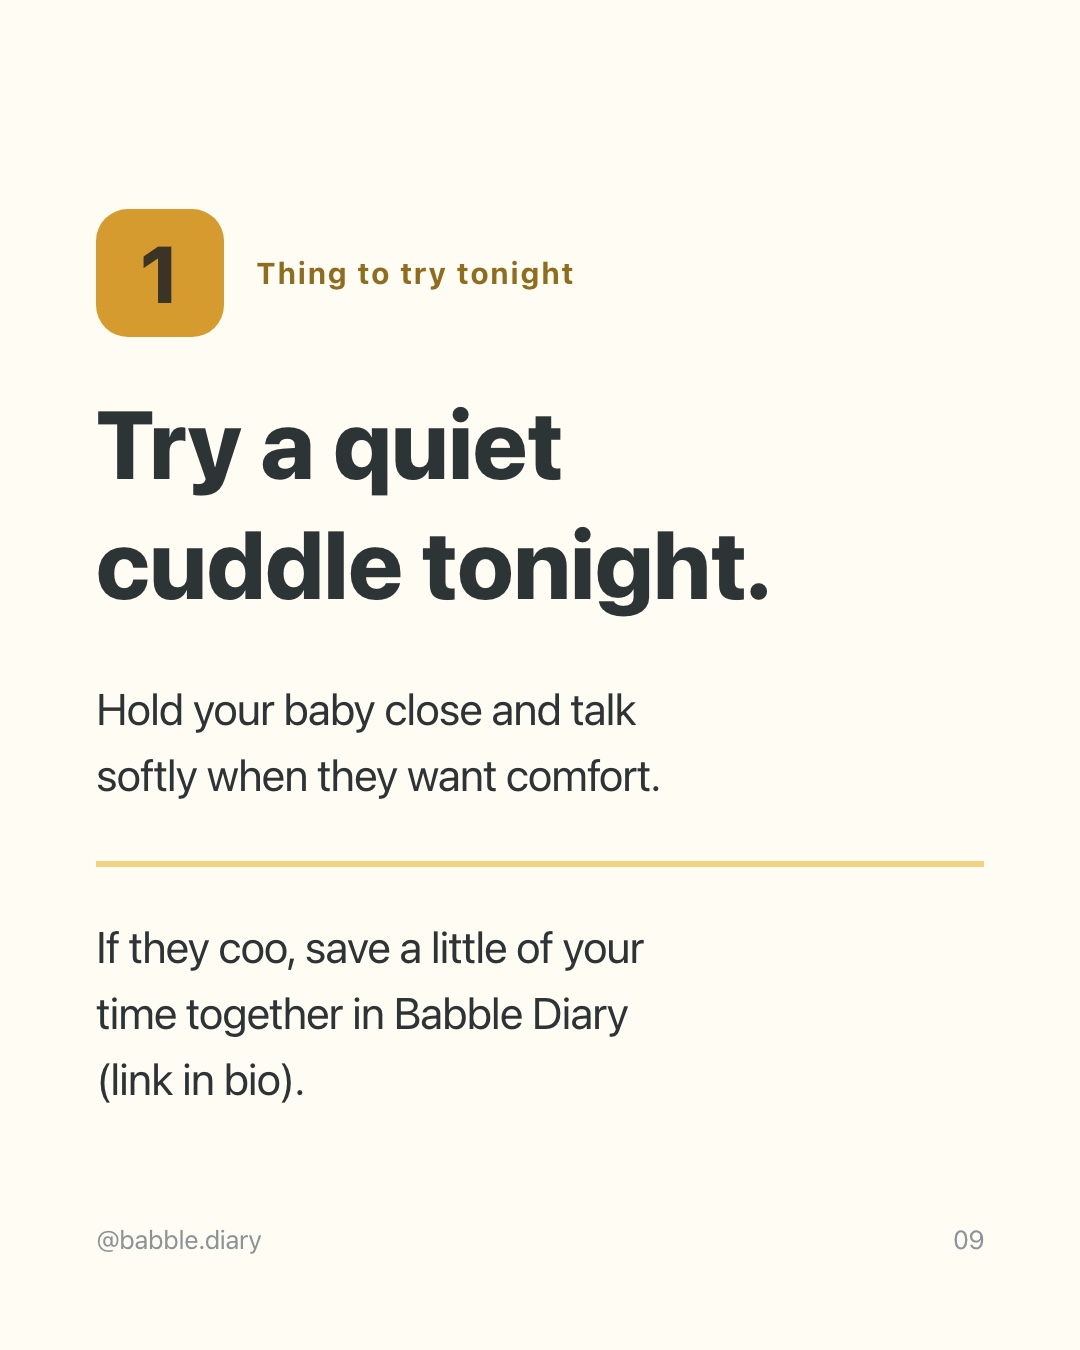 1
Thing to try tonight
Try a quiet
cuddle tonight.
Hold your baby close and talk
softly when they want comfort.
If they coo, save a little of your
time together in Babble Diary
(link in bio).
@babble.diary
09